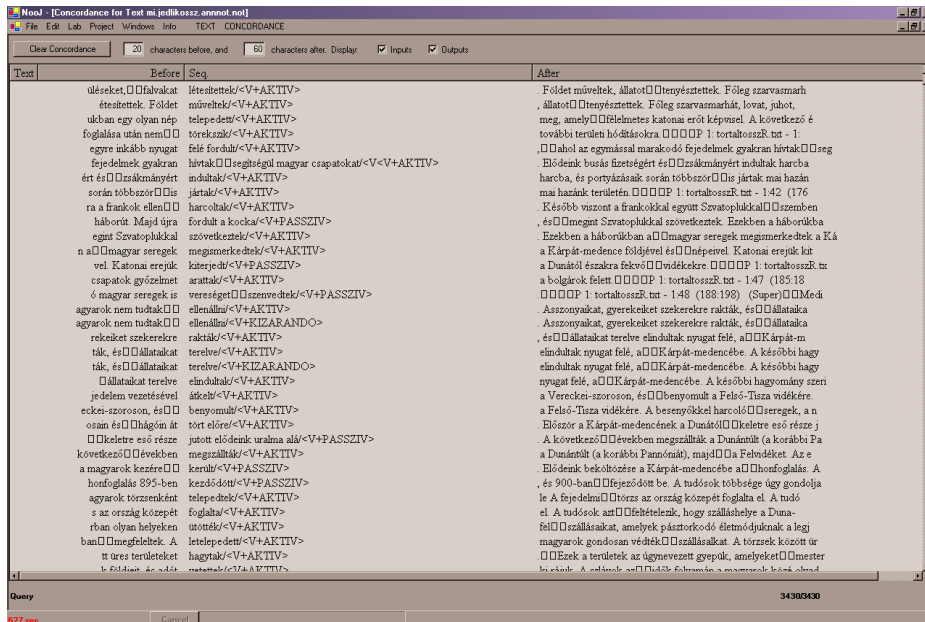 NooJ - [Concordance for Text mi.jedlikossz.annnot.not]
File Edit Lab Project Windows Info TEXT CONCORDANCE
Clear Concordance 20 characters before, and 60 characters after. Display: Inputs Outputs
Text Before Seq. After
üléseket,□□falvakat létesítettek/<V+AKTIV> . Földet műveltek, állatot□□tenyésztettek. Főleg szarvasmarh
étesítettek. Földet műveltek/<V+AKTIV> , állatot□□tenyésztettek. Főleg szarvasmarhát, lovat, juhot,
ukban egy olyan nép telepedett/<V+AKTIV> meg, amely□□félelmetes katonai erőt képvisel. A következő é
foglalása után nem□□ törekszik/<V+AKTIV> további területi hódításokra.□□□□P 1: tortaltosszR.txt - 1:
egyre inkább nyugat felé fordult/<V+AKTIV> ,□□ahol az egymással marakodó fejedelmek gyakran hívtak□□seg
fejedelmek gyakran hívtak□□segítségül magyar csapatokat/<V<V+AKTIV> . Elődeink busás fizetségért és□□zsákmányért indultak harcba
ért és□□zsákmányért indultak/<V+AKTIV> harcba, és portyázásaik során többször□□is jártak mai hazán
során többször□□is jártak/<V+AKTIV> mai hazánk területén.□□□□P 1: tortaltosszR.txt - 1:42 (176
ra a frankok ellen□□ harcoltak/<V+AKTIV> . Később viszont a frankokkal együtt Szvatoplukkal□□szemben
háborút. Majd újra fordult a kocka/<V+PASSZIV> , és□□megint Szvatoplukkal szövetkeztek. Ezekben a háborúkba
egint Szvatoplukkal szövetkeztek/<V+AKTIV> . Ezekben a háborúkban a□□magyar seregek megismerkedtek a Ká
n a□□magyar seregek megismerkedtek/<V+AKTIV> a Kárpát-medence földjével és□□népeivel. Katonai erejük kit
vel. Katonai erejük kiterjedt/<V+PASSZIV> a Dunától északra fekvő□□vidékekre.□□□□P 1: tortaltosszR.tx
csapatok győzelmet arattak/<V+AKTIV> a bolgárok felett.□□□□P 1: tortaltosszR.txt - 1:47 (185:18
ó magyar seregek is vereséget□□szenvedtek/<V+PASSZIV> .□□□□P 1: tortaltosszR.txt - 1:48 (188:198) (Super)□□Medi
agyarok nem tudtak□□ ellenállni/<V+AKTIV> . Asszonyaikat, gyerekeiket szekerekre rakták, és□□állataika
agyarok nem tudtak□□ ellenállni/<V+KIZARANDO> . Asszonyaikat, gyerekeiket szekerekre rakták, és□□állataika
rekeiket szekerekre rakták/<V+AKTIV> , és□□állataikat terelve elindultak nyugat felé, a□□Kárpát-m
ták, és□□állataikat terelve/<V+AKTIV> elindultak nyugat felé, a□□Kárpát-medencébe. A későbbi hagy
ták, és□□állataikat terelve/<V+KIZARANDO> elindultak nyugat felé, a□□Kárpát-medencébe. A későbbi hagy
□állataikat terelve elindultak/<V+AKTIV> nyugat felé, a□□Kárpát-medencébe. A későbbi hagyomány szeri
jedelem vezetésével átkelt/<V+AKTIV> a Vereckei-szoroson, és□□benyomult a Felső-Tisza vidékére.
eckei-szoroson, és□□ benyomult/<V+AKTIV> a Felső-Tisza vidékére. A besenyőkkel harcoló□□seregek, a n
osain és□□hágóin át tört előre/<V+AKTIV> . Először a Kárpát-medencének a Dunától□□keletre eső része j
□□keletre eső része jutott elődeink uralma alá/<V+PASSZIV> . A következő□□években megszállták a Dunántúlt (a korábbi Pa
következő□□években megszállták/<V+AKTIV> a Dunántúlt (a korábbi Pannóniát), majd□□a Felvidéket. Az e
a magyarok kezére□□ került/<V+PASSZIV> . Elődeink beköltözése a Kárpát-medencébe a□□honfoglalás. A
honfoglalás 895-ben kezdődött/<V+PASSZIV> , és 900-ban□□fejeződött be. A tudósok többsége úgy gondolja
agyarok törzsenként telepedtek/<V+AKTIV> le A fejedelmi□□törzs az ország közepét foglalta el. A tudó
s az ország közepét foglalta/<V+AKTIV> el. A tudósok azt□□feltételezik, hogy szálláshelye a Duna-
rban olyan helyeken ütötték/<V+AKTIV> fel□□szállásaikat, amelyek pásztorkodó életmódjuknak a legj
ban□□megfeleltek. A letelepedett/<V+AKTIV> magyarok gondosan védték□□szállásalkat. A törzsek között ür
tt üres területeket hagytak/<V+AKTIV> .□□Ezek a területek az úgynevezett gyepük, amelyeket□□mester
k földjeit, és adót vetettek/<V+AKTIV> ki rájuk. A szlávok az□□idők folyamán a magyarok közé olvad
Query 3430/3430
627 sec Cancel